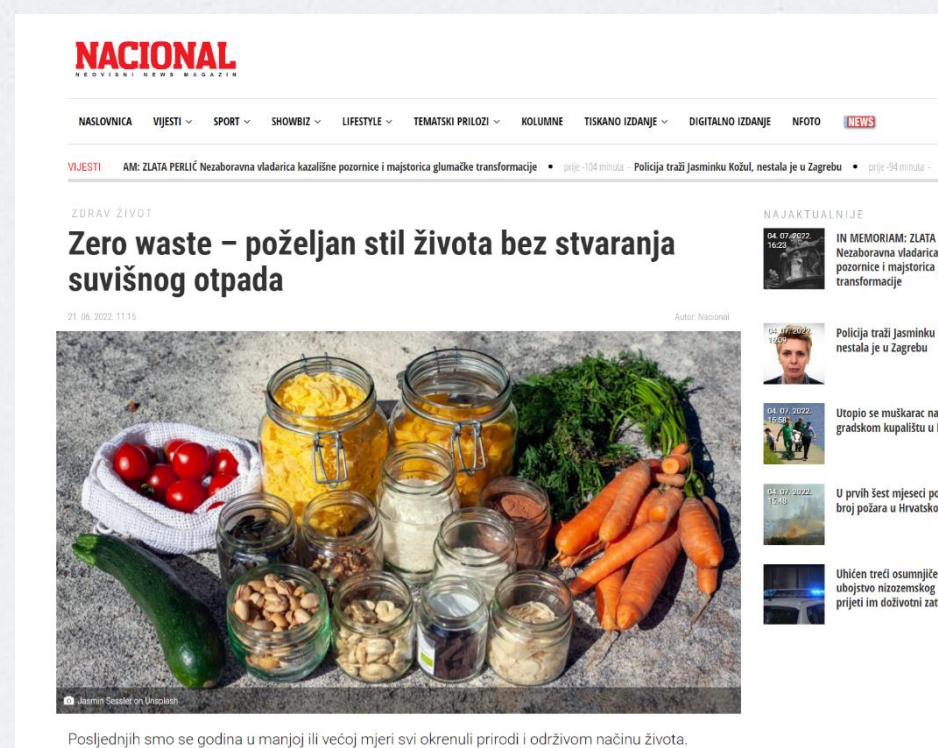 NACIONAL
NEOVISNI NEWS MAGAZIN
NASLOVNICA VIJESTI SPORT SHOWBIZ LIFESTYLE TEMATSKI PRILOZI KOLUMNE TISKANO IZDANJE DIGITALNO IZDANJE NFOTO NEWS
VIJESTI AM: ZLATA PERLIĆ Nezaboravna vladarica kazališne pozornice i majstorica glumačke transformacije • prije -104 minuta - Policija traži Jasminku Kožul, nestala je u Zagrebu • prije -94 minuta -
ZDRAV ŽIVOT
Zero waste – poželjan stil života bez stvaranja
suvišnog otpada
21. 06. 2022. 11:15 Autor: Nacional
Jasmin Sessler on Unsplash
Posljednjih smo se godina u manjoj ili većoj mjeri svi okrenuli prirodi i održivom načinu života.
NAJAKTUALNIJE
04. 07. 2022.
16:23
IN MEMORIAM: ZLATA
Nezaboravna vladarica
pozornice i majstorica
transformacije
04. 07. 2022.
Policija traži Jasminku
nestala je u Zagrebu
04. 07. 2022.
15:58
Utopio se muškarac na
gradskom kupalištu u
04. 07. 2022.
15:48
U prvih šest mjeseci po
broj požara u Hrvatsko
Uhićen treći osumnjiče
ubojstvo nizozemskog
prijeti im doživotni zat